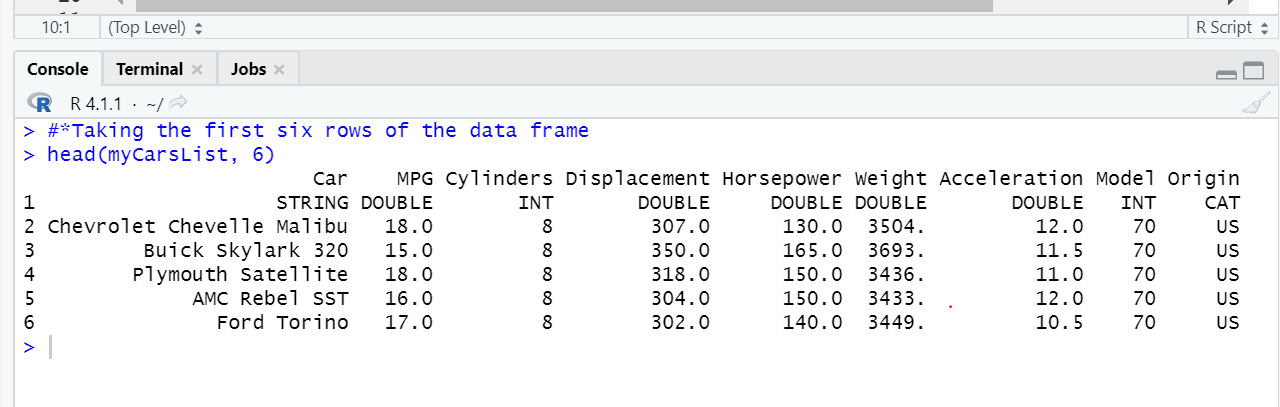 10:1 (Top Level) R Script
Console Terminal Jobs
R 4.1.1 · ~/
> #*Taking the first six rows of the data frame
> head(myCarsList, 6)
Car MPG Cylinders Displacement Horsepower Weight Acceleration Model Origin
1 STRING DOUBLE INT DOUBLE DOUBLE DOUBLE DOUBLE INT CAT
2 Chevrolet Chevelle Malibu 18.0 8 307.0 130.0 3504. 12.0 70 US
3 Buick Skylark 320 15.0 8 350.0 165.0 3693. 11.5 70 US
4 Plymouth Satellite 18.0 8 318.0 150.0 3436. 11.0 70 US
5 AMC Rebel SST 16.0 8 304.0 150.0 3433. 12.0 70 US
6 Ford Torino 17.0 8 302.0 140.0 3449. 10.5 70 US
>